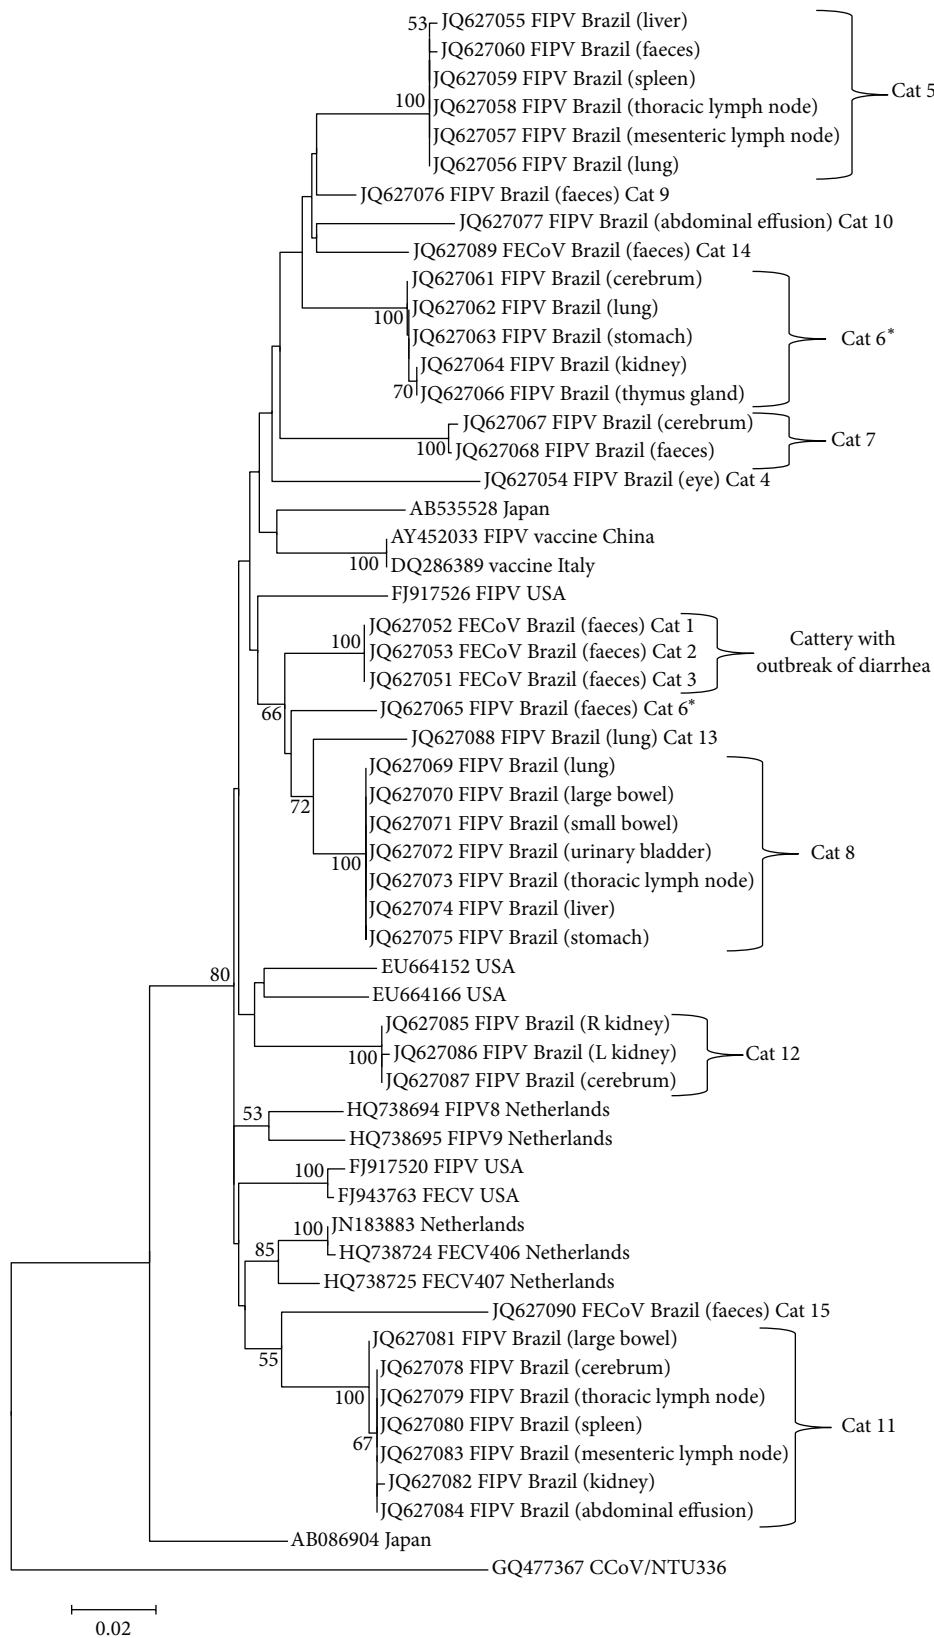 53
JQ627055 FIPV Brazil (liver)
JQ627060 FIPV Brazil (faeces)
JQ627059 FIPV Brazil (spleen)
Cat 5
100
JQ627058 FIPV Brazil (thoracic lymph node)
JQ627057 FIPV Brazil (mesenteric lymph node)
JQ627056 FIPV Brazil (lung)
JQ627076 FIPV Brazil (faeces) Cat 9
JQ627077 FIPV Brazil (abdominal effusion) Cat 10
JQ627089 FECoV Brazil (faeces) Cat 14
JQ627061 FIPV Brazil (cerebrum)
JQ627062 FIPV Brazil (lung)
100
JQ627063 FIPV Brazil (stomach)
Cat 6*
JQ627064 FIPV Brazil (kidney)
70
JQ627066 FIPV Brazil (thymus gland)
JQ627067 FIPV Brazil (cerebrum)
Cat 7
100
JQ627068 FIPV Brazil (faeces)
JQ627054 FIPV Brazil (eye) Cat 4
AB535528 Japan
AY452033 FIPV vaccine China
100
DQ286389 vaccine Italy
FJ917526 FIPV USA
JQ627052 FECoV Brazil (faeces) Cat 1
100
JQ627053 FECoV Brazil (faeces) Cat 2
JQ627051 FECoV Brazil (faeces) Cat 3
Cattery with
outbreak of diarrhea
66
JQ627065 FIPV Brazil (faeces) Cat 6*
JQ627088 FIPV Brazil (lung) Cat 13
JQ627069 FIPV Brazil (lung)
JQ627070 FIPV Brazil (large bowel)
72
JQ627071 FIPV Brazil (small bowel)
JQ627072 FIPV Brazil (urinary bladder)
Cat 8
100
JQ627073 FIPV Brazil (thoracic lymph node)
JQ627074 FIPV Brazil (liver)
JQ627075 FIPV Brazil (stomach)
80
EU664152 USA
EU664166 USA
JQ627085 FIPV Brazil (R kidney)
100
JQ627086 FIPV Brazil (L kidney)
Cat 12
JQ627087 FIPV Brazil (cerebrum)
53
HQ738694 FIPV8 Netherlands
HQ738695 FIPV9 Netherlands
100
FJ917520 FIPV USA
FJ943763 FECV USA
100
JN183883 Netherlands
85
HQ738724 FECV406 Netherlands
HQ738725 FECV407 Netherlands
JQ627090 FECoV Brazil (faeces) Cat 15
55
JQ627081 FIPV Brazil (large bowel)
JQ627078 FIPV Brazil (cerebrum)
100
JQ627079 FIPV Brazil (thoracic lymph node)
JQ627080 FIPV Brazil (spleen)
Cat 11
67
JQ627083 FIPV Brazil (mesenteric lymph node)
JQ627082 FIPV Brazil (kidney)
JQ627084 FIPV Brazil (abdominal effusion)
AB086904 Japan
GQ477367 CCoV/NTU336
0.02